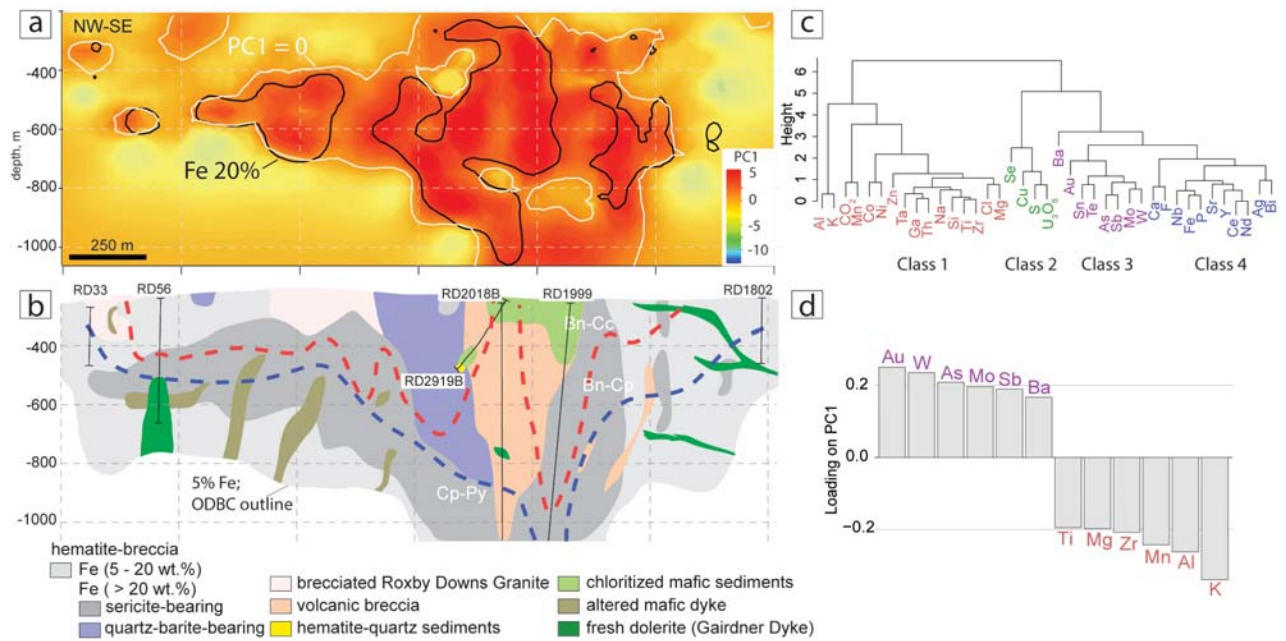 a
NW-SE
PC1 = 0
Fe 20%
depth, m
-400
-600
-800
-1000
250 m
PC1
5
0
-5
-10
b
RD33
RD56
RD2018B
RD1999
RD1802
RD2919B
Bn-Cc
Bn-Cp
Cp-Py
-400
-600
-800
-1000
5% Fe;
ODBC outline
hematite-breccia
Fe (5 - 20 wt.%)
Fe ( > 20 wt.%)
sericite-bearing
quartz-barite-bearing
brecciated Roxby Downs Granite
volcanic breccia
hematite-quartz sediments
chloritized mafic sediments
altered mafic dyke
fresh dolerite (Gairdner Dyke)
c
Height
6
5
4
3
2
1
0
Al
K
CO2
Mn
Co
Ni
Zn
Ta
Ga
Th
Na
Si
Ti
Zr
Cl
Mg
Se
Cu
S
U3O8
Ba
Au
Sn
Te
As
Sb
Mo
W
Ca
F
Nb
Fe
P
Sr
Y
Ce
Nd
Ag
Bi
Class 1
Class 2
Class 3
Class 4
d
Loading on PC1
0.2
0.0
−0.2
Au
W
As
Mo
Sb
Ba
Ti
Mg
Zr
Mn
Al
K